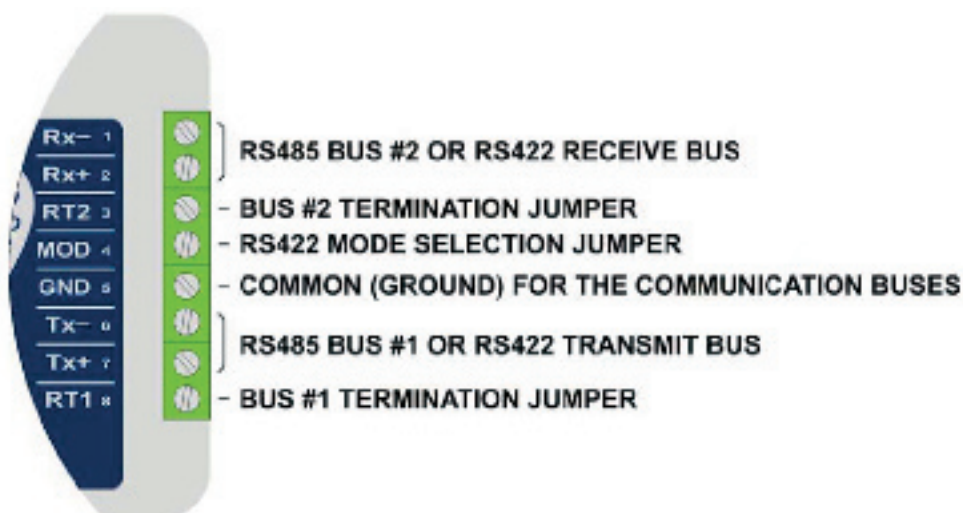 Rx- 1
Rx+ 2
RS485 BUS #2 OR RS422 RECEIVE BUS
RT2 3 - BUS #2 TERMINATION JUMPER
MOD 4 - RS422 MODE SELECTION JUMPER
GND 5 - COMMON (GROUND) FOR THE COMMUNICATION BUSES
Tx- 6
Tx+ 7
RS485 BUS #1 OR RS422 TRANSMIT BUS
RT1 8 - BUS #1 TERMINATION JUMPER